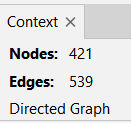 Context ×
Nodes: 421
Edges: 539
Directed Graph